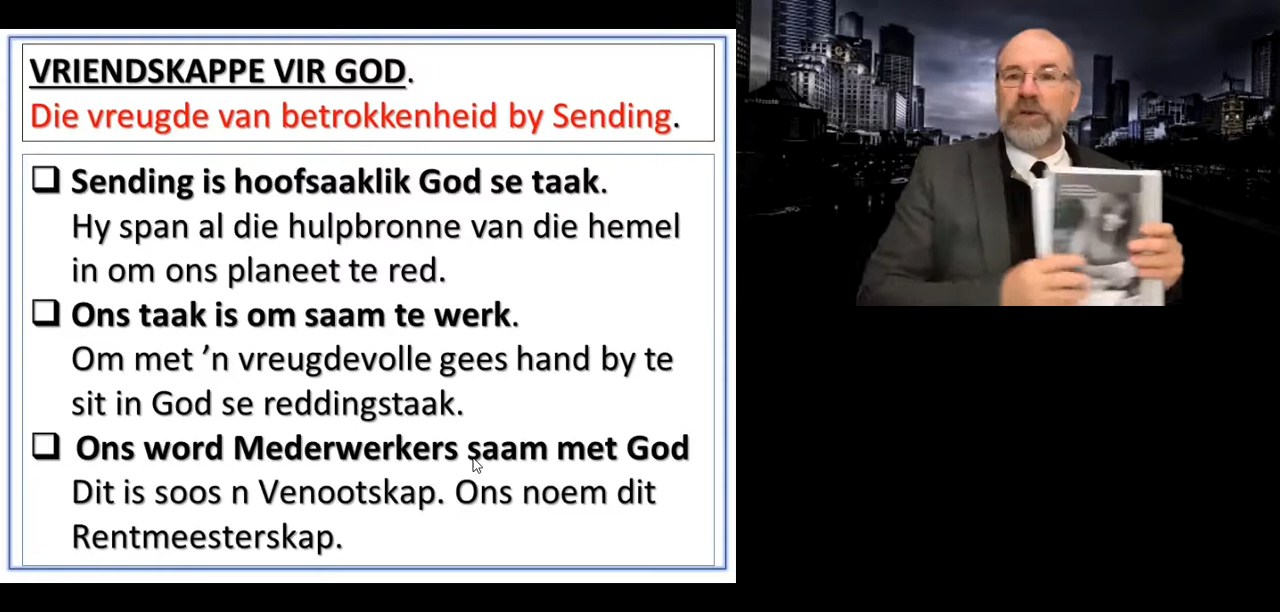 VRIENDSKAPPE VIR GOD.
Die vreugde van betrokkenheid by Sending.
❑ Sending is hoofsaaklik God se taak.
Hy span al die hulpbronne van die hemel
in om ons planeet te red.
❑ Ons taak is om saam te werk.
Om met ’n vreugdevolle gees hand by te
sit in God se reddingstaak.
❑ Ons word Mederwerkers saam met God
Dit is soos n Venootskap. Ons noem dit
Rentmeesterskap.